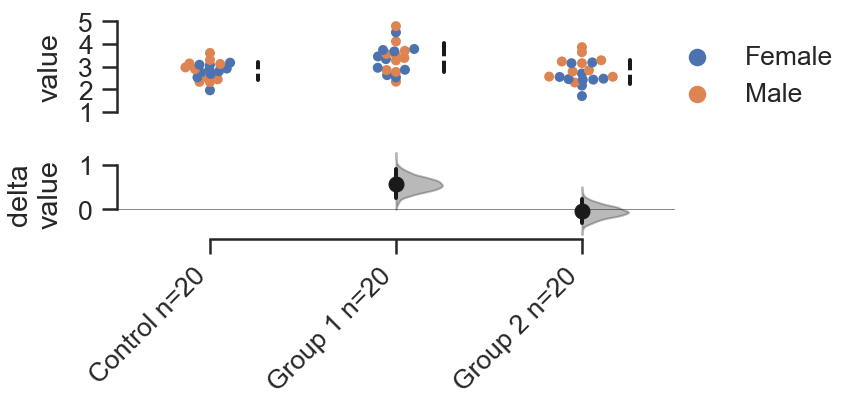 5
4
3
2
1
value
Female
Male
1
0
delta
value
Control n=20
Group 1 n=20
Group 2 n=20